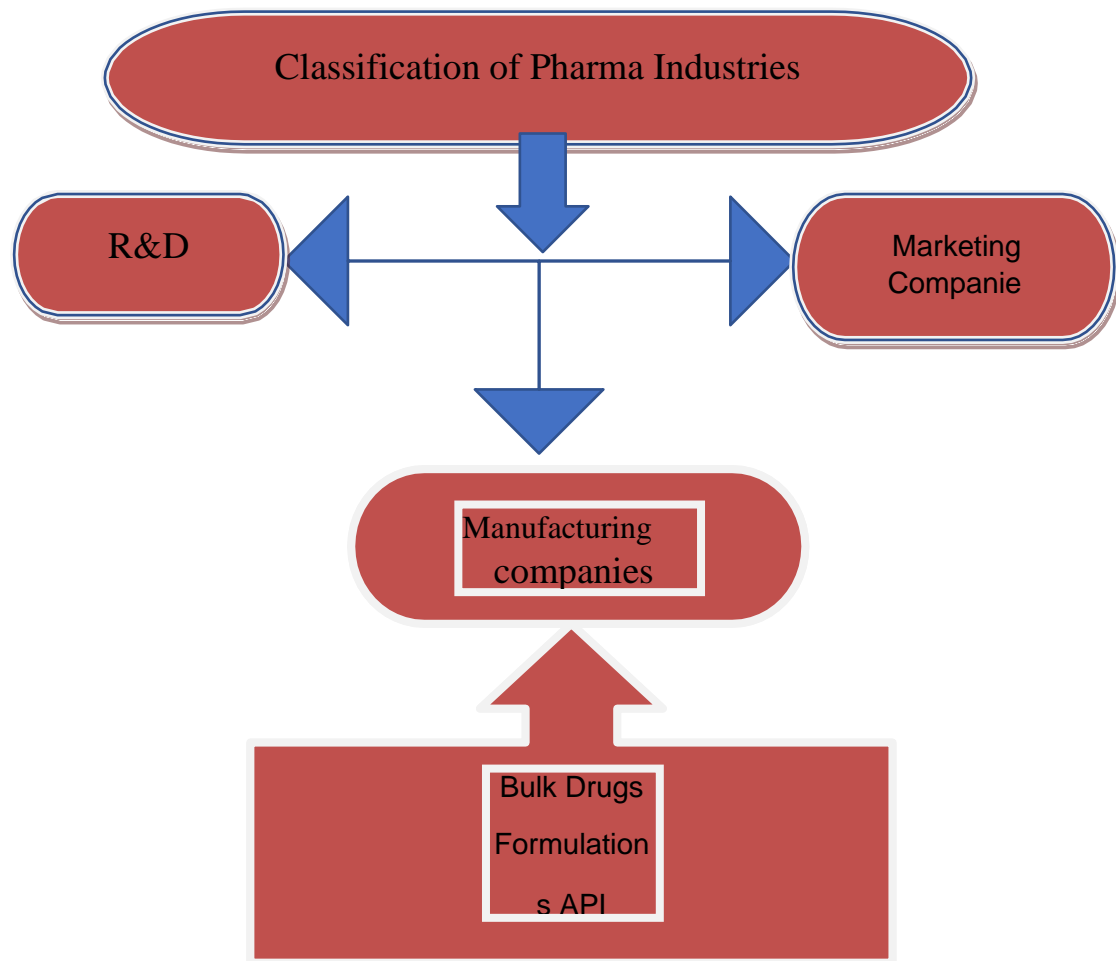 Classification of Pharma Industries
R&D
Marketing
Companie
Manufacturing
companies
Bulk Drugs
Formulation
s API